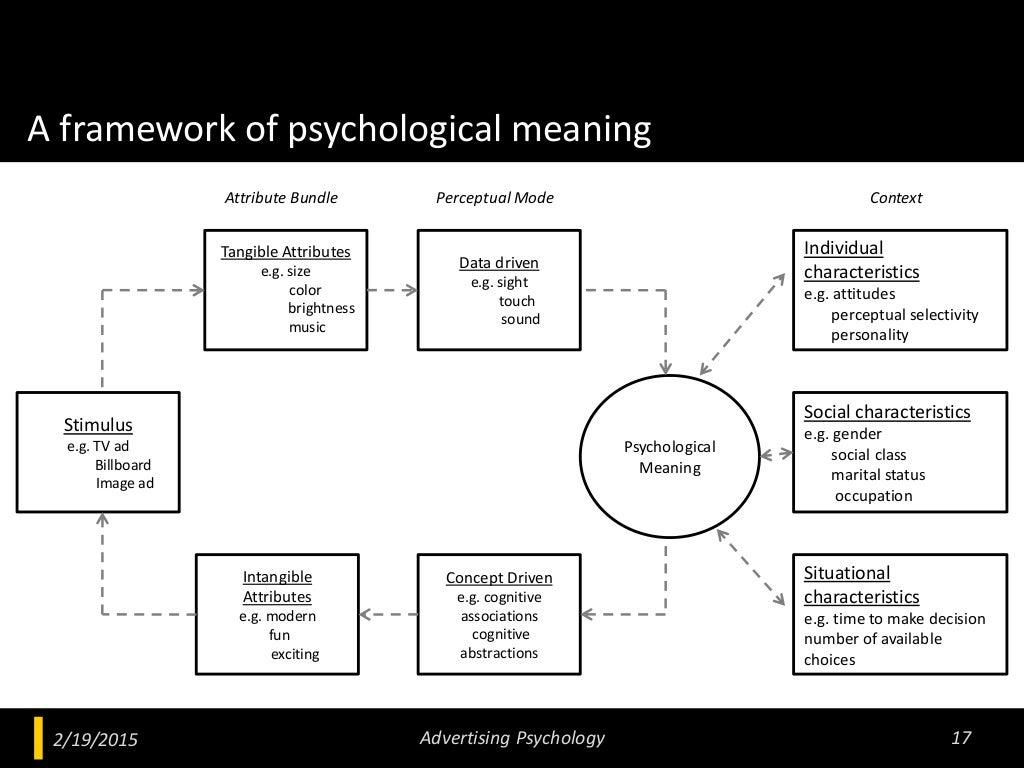 A framework of psychological meaning
Attribute Bundle
Perceptual Mode
Context
Tangible Attributes
e.g. size
color
brightness
music
Data driven
e.g. sight
touch
sound
Individual
characteristics
e.g. attitudes
perceptual selectivity
personality
Stimulus
e.g. TV ad
Billboard
Image ad
Psychological
Meaning
Social characteristics
e.g. gender
social class
marital status
occupation
Intangible
Attributes
e.g. modern
fun
exciting
Concept Driven
e.g. cognitive
associations
cognitive
abstractions
Situational
characteristics
e.g. time to make decision
number of available
choices
2/19/2015
Advertising Psychology
17